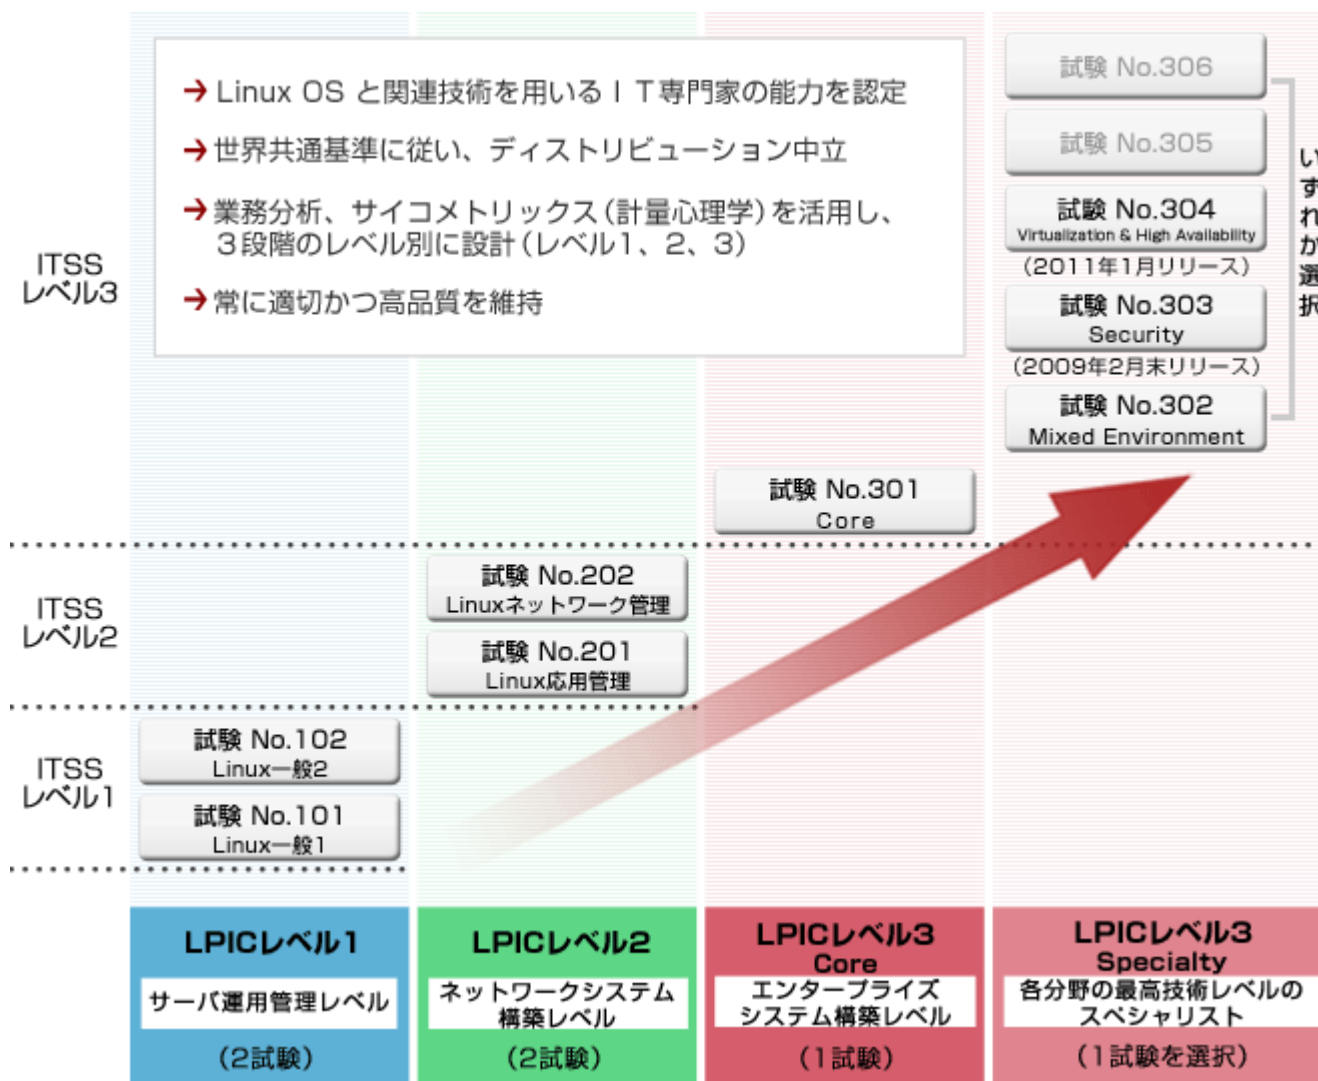 → Linux OS と関連技術を用いるＩＴ専門家の能力を認定
→ 世界共通基準に従い、ディストリビューション中立
→ 業務分析、サイコメトリックス(計量心理学)を活用し、
３段階のレベル別に設計(レベル1、2、3)
→ 常に適切かつ高品質を維持
試験 No.306
試験 No.305
試験 No.304
Virtualization & High Availability
(2011年1月リリース)
試験 No.303
Security
(2009年2月末リリース)
試験 No.302
Mixed Environment
いずれか選択
ITSS
レベル3
試験 No.301
Core
ITSS
レベル2
試験 No.202
Linuxネットワーク管理
試験 No.201
Linux応用管理
ITSS
レベル1
試験 No.102
Linux一般2
試験 No.101
Linux一般1
LPICレベル1
サーバ運用管理レベル
(2試験)
LPICレベル2
ネットワークシステム
構築レベル
(2試験)
LPICレベル3
Core
エンタープライズ
システム構築レベル
(1試験)
LPICレベル3
Specialty
各分野の最高技術レベルの
スペシャリスト
(1試験を選択)